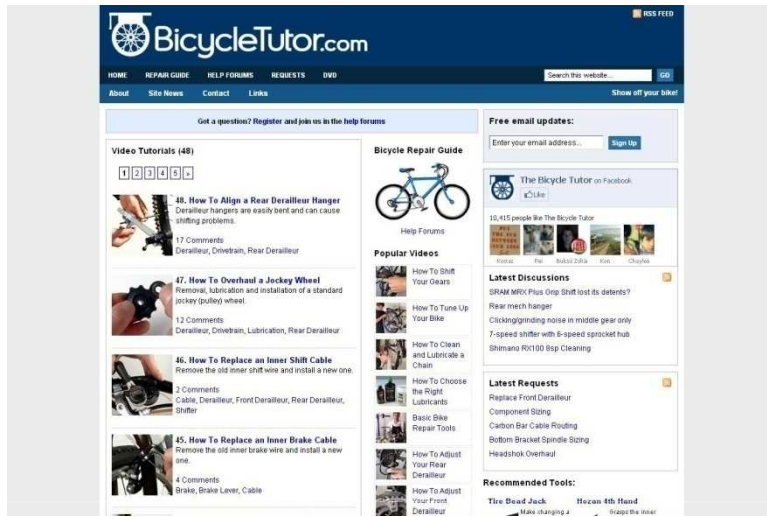 BicycleTutor.com
RSS FEED
HOME REPAIR GUIDE HELP FORUMS REQUESTS DVD
Search this website... GO
About Site News Contact Links
Show off your bike!
Got a question? Register and join us in the help forums
Video Tutorials (48)
1 2 3 4 5 »
48. How To Align a Rear Derailleur Hanger
Derailleur hangers are easily bent and can cause
shifting problems.
17 Comments
Derailleur, Drivetrain, Rear Derailleur
47. How To Overhaul a Jockey Wheel
Removal, lubrication and installation of a standard
jockey (pulley) wheel.
12 Comments
Derailleur, Drivetrain, Lubrication, Rear Derailleur
46. How To Replace an Inner Shift Cable
Remove the old inner shift wire and install a new one.
2 Comments
Cable, Derailleur, Front Derailleur, Rear Derailleur,
Shifter
45. How To Replace an Inner Brake Cable
Remove the old inner brake wire and install a new
one.
4 Comments
Brake, Brake Lever, Cable
Bicycle Repair Guide
Help Forums
Popular Videos
How To Shift
Your Gears
How To Tune Up
Your Bike
How To Clean
and Lubricate a
Chain
How To Choose
the Right
Lubricants
Basic Bike
Repair Tools
How To Adjust
Your Rear
Derailleur
How To Adjust
Your Front
Derailleur
Free email updates:
Enter your email address... Sign Up
The Bicycle Tutor on Facebook
Like
10,415 people like The Bicycle Tutor
Latest Discussions
SRAM MRX Plus Grip Shift lost its detents?
Rear mech hanger
Clicking/grinding noise in middle gear only
7-speed shifter with 6-speed sprocket hub
Shimano RX100 8sp Cleaning
Latest Requests
Replace Front Derailleur
Component Sizing
Carbon Bar Cable Routing
Bottom Bracket Spindle Sizing
Headshok Overhaul
Recommended Tools:
Tire Bead Jack Hozan 4th Hand
Make changing a Grasps the inner